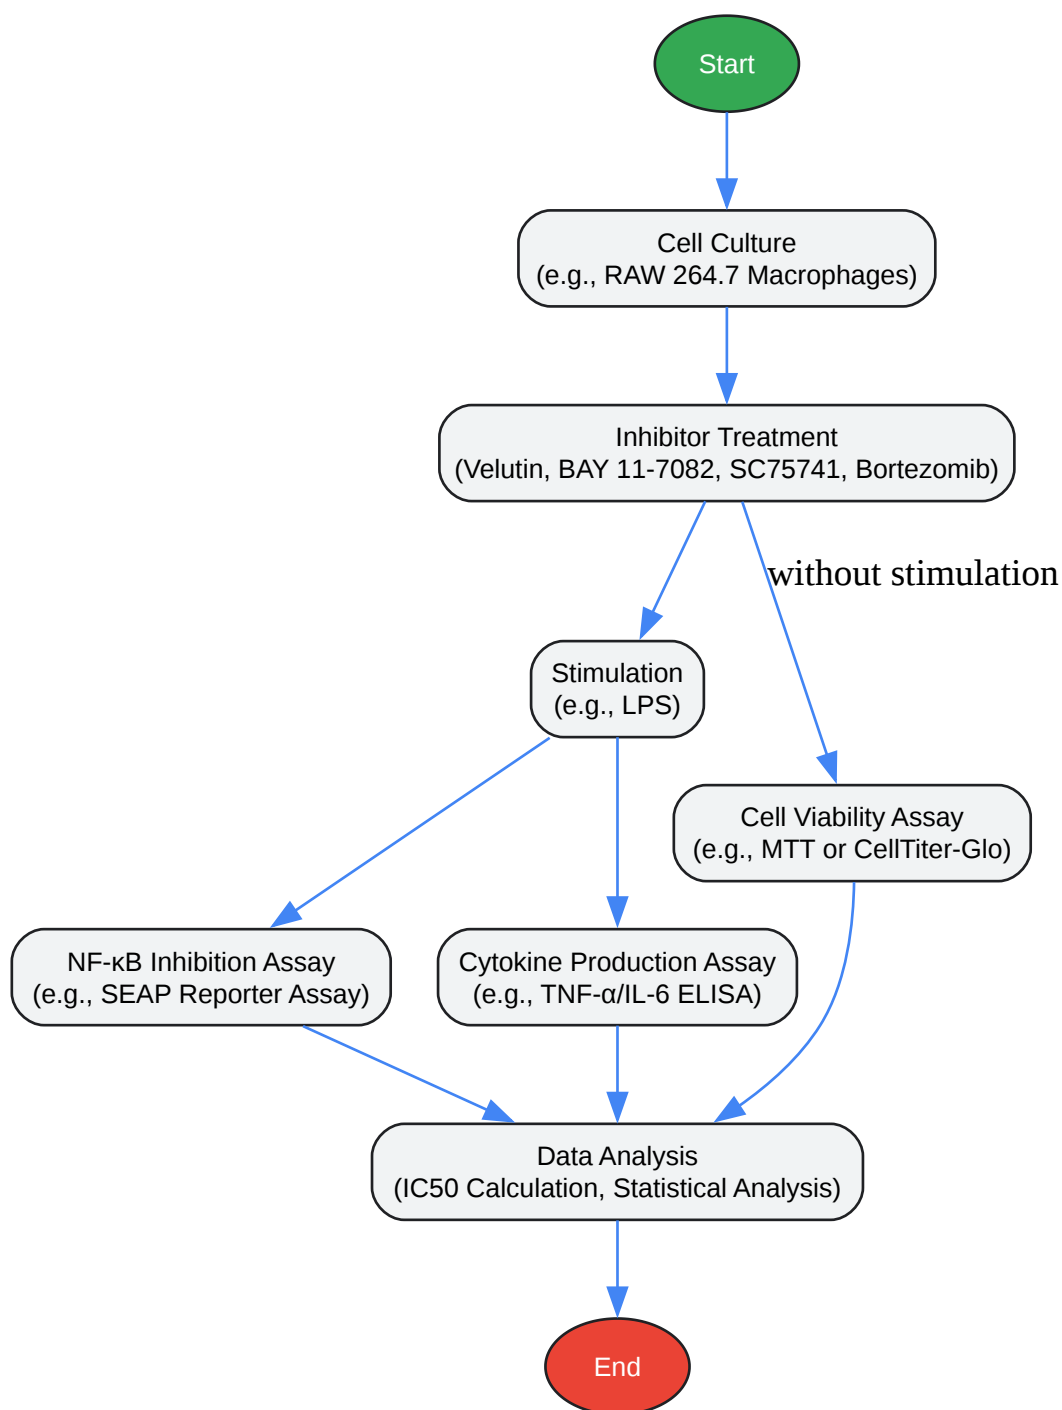 Start
Cell Culture
(e.g., RAW 264.7 Macrophages)
Inhibitor Treatment
(Velutin, BAY 11-7082, SC75741, Bortezomib)
without stimulation
Stimulation
(e.g., LPS)
Cell Viability Assay
(e.g., MTT or CellTiter-Glo)
NF-κB Inhibition Assay
(e.g., SEAP Reporter Assay)
Cytokine Production Assay
(e.g., TNF-α/IL-6 ELISA)
Data Analysis
(IC50 Calculation, Statistical Analysis)
End